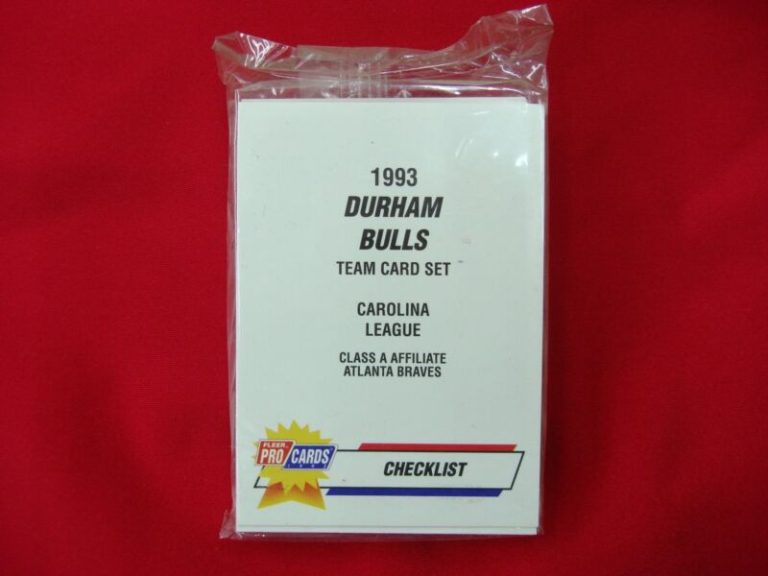 1993
DURHAM
BULLS
TEAM CARD SET
CAROLINA
LEAGUE
CLASS A AFFILIATE
ATLANTA BRAVES
FLEER
PRO CARDS
CHECKLIST